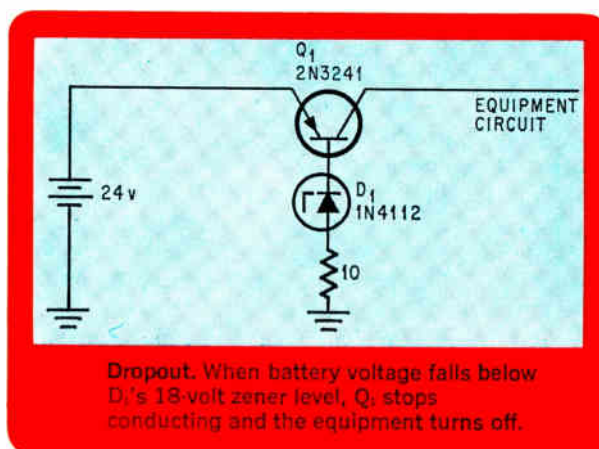 Q₁
2N3241
EQUIPMENT
CIRCUIT
24 v
D₁
1N4112
10
Dropout. When battery voltage falls below
D₁'s 18-volt zener level, Q₁ stops
conducting and the equipment turns off.